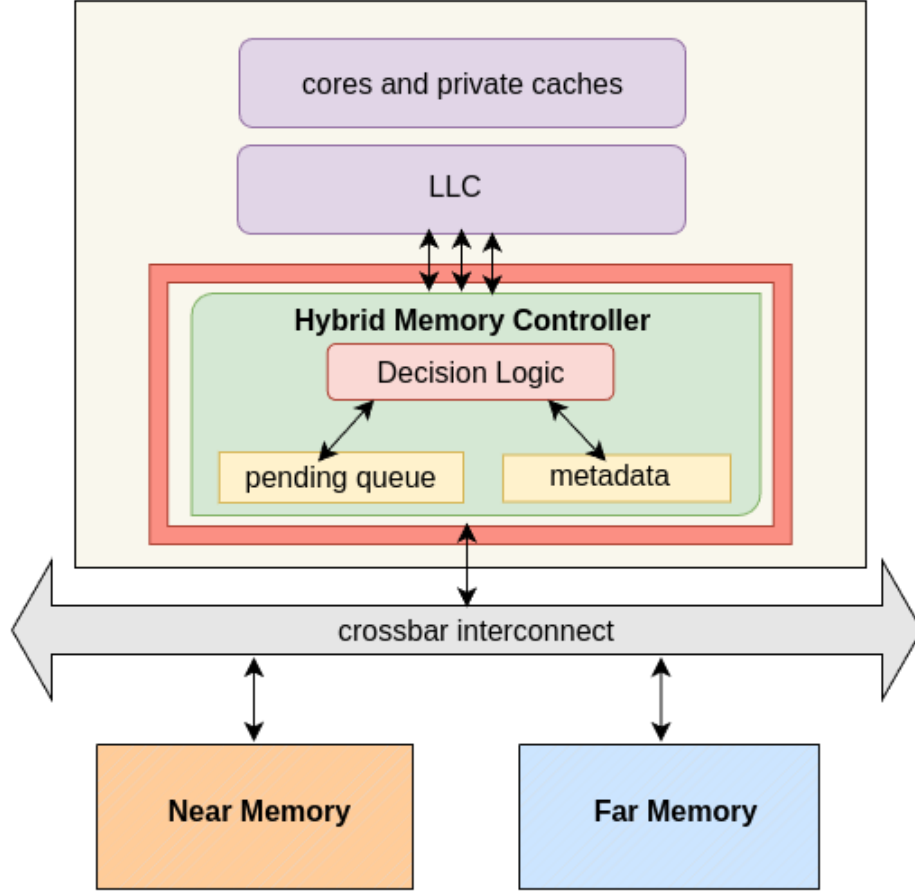 cores and private caches
LLC
Hybrid Memory Controller
Decision Logic
pending queue
metadata
crossbar interconnect
Near Memory
Far Memory